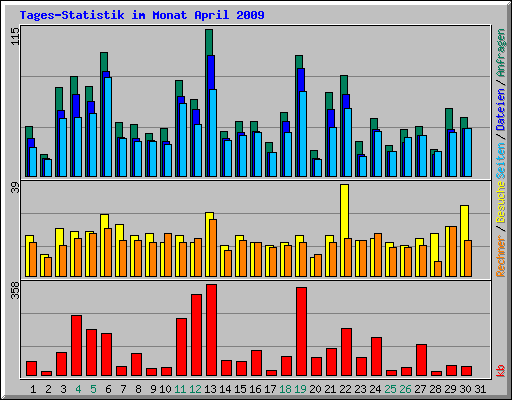 Tages-Statistik im Monat April 2009
115
39
358
Rechner / Besuche Seiten / Dateien / Anfragen
kb
1 2 3 4 5 6 7 8 9 10 11 12 13 14 15 16 17 18 19 20 21 22 23 24 25 26 27 28 29 30 31